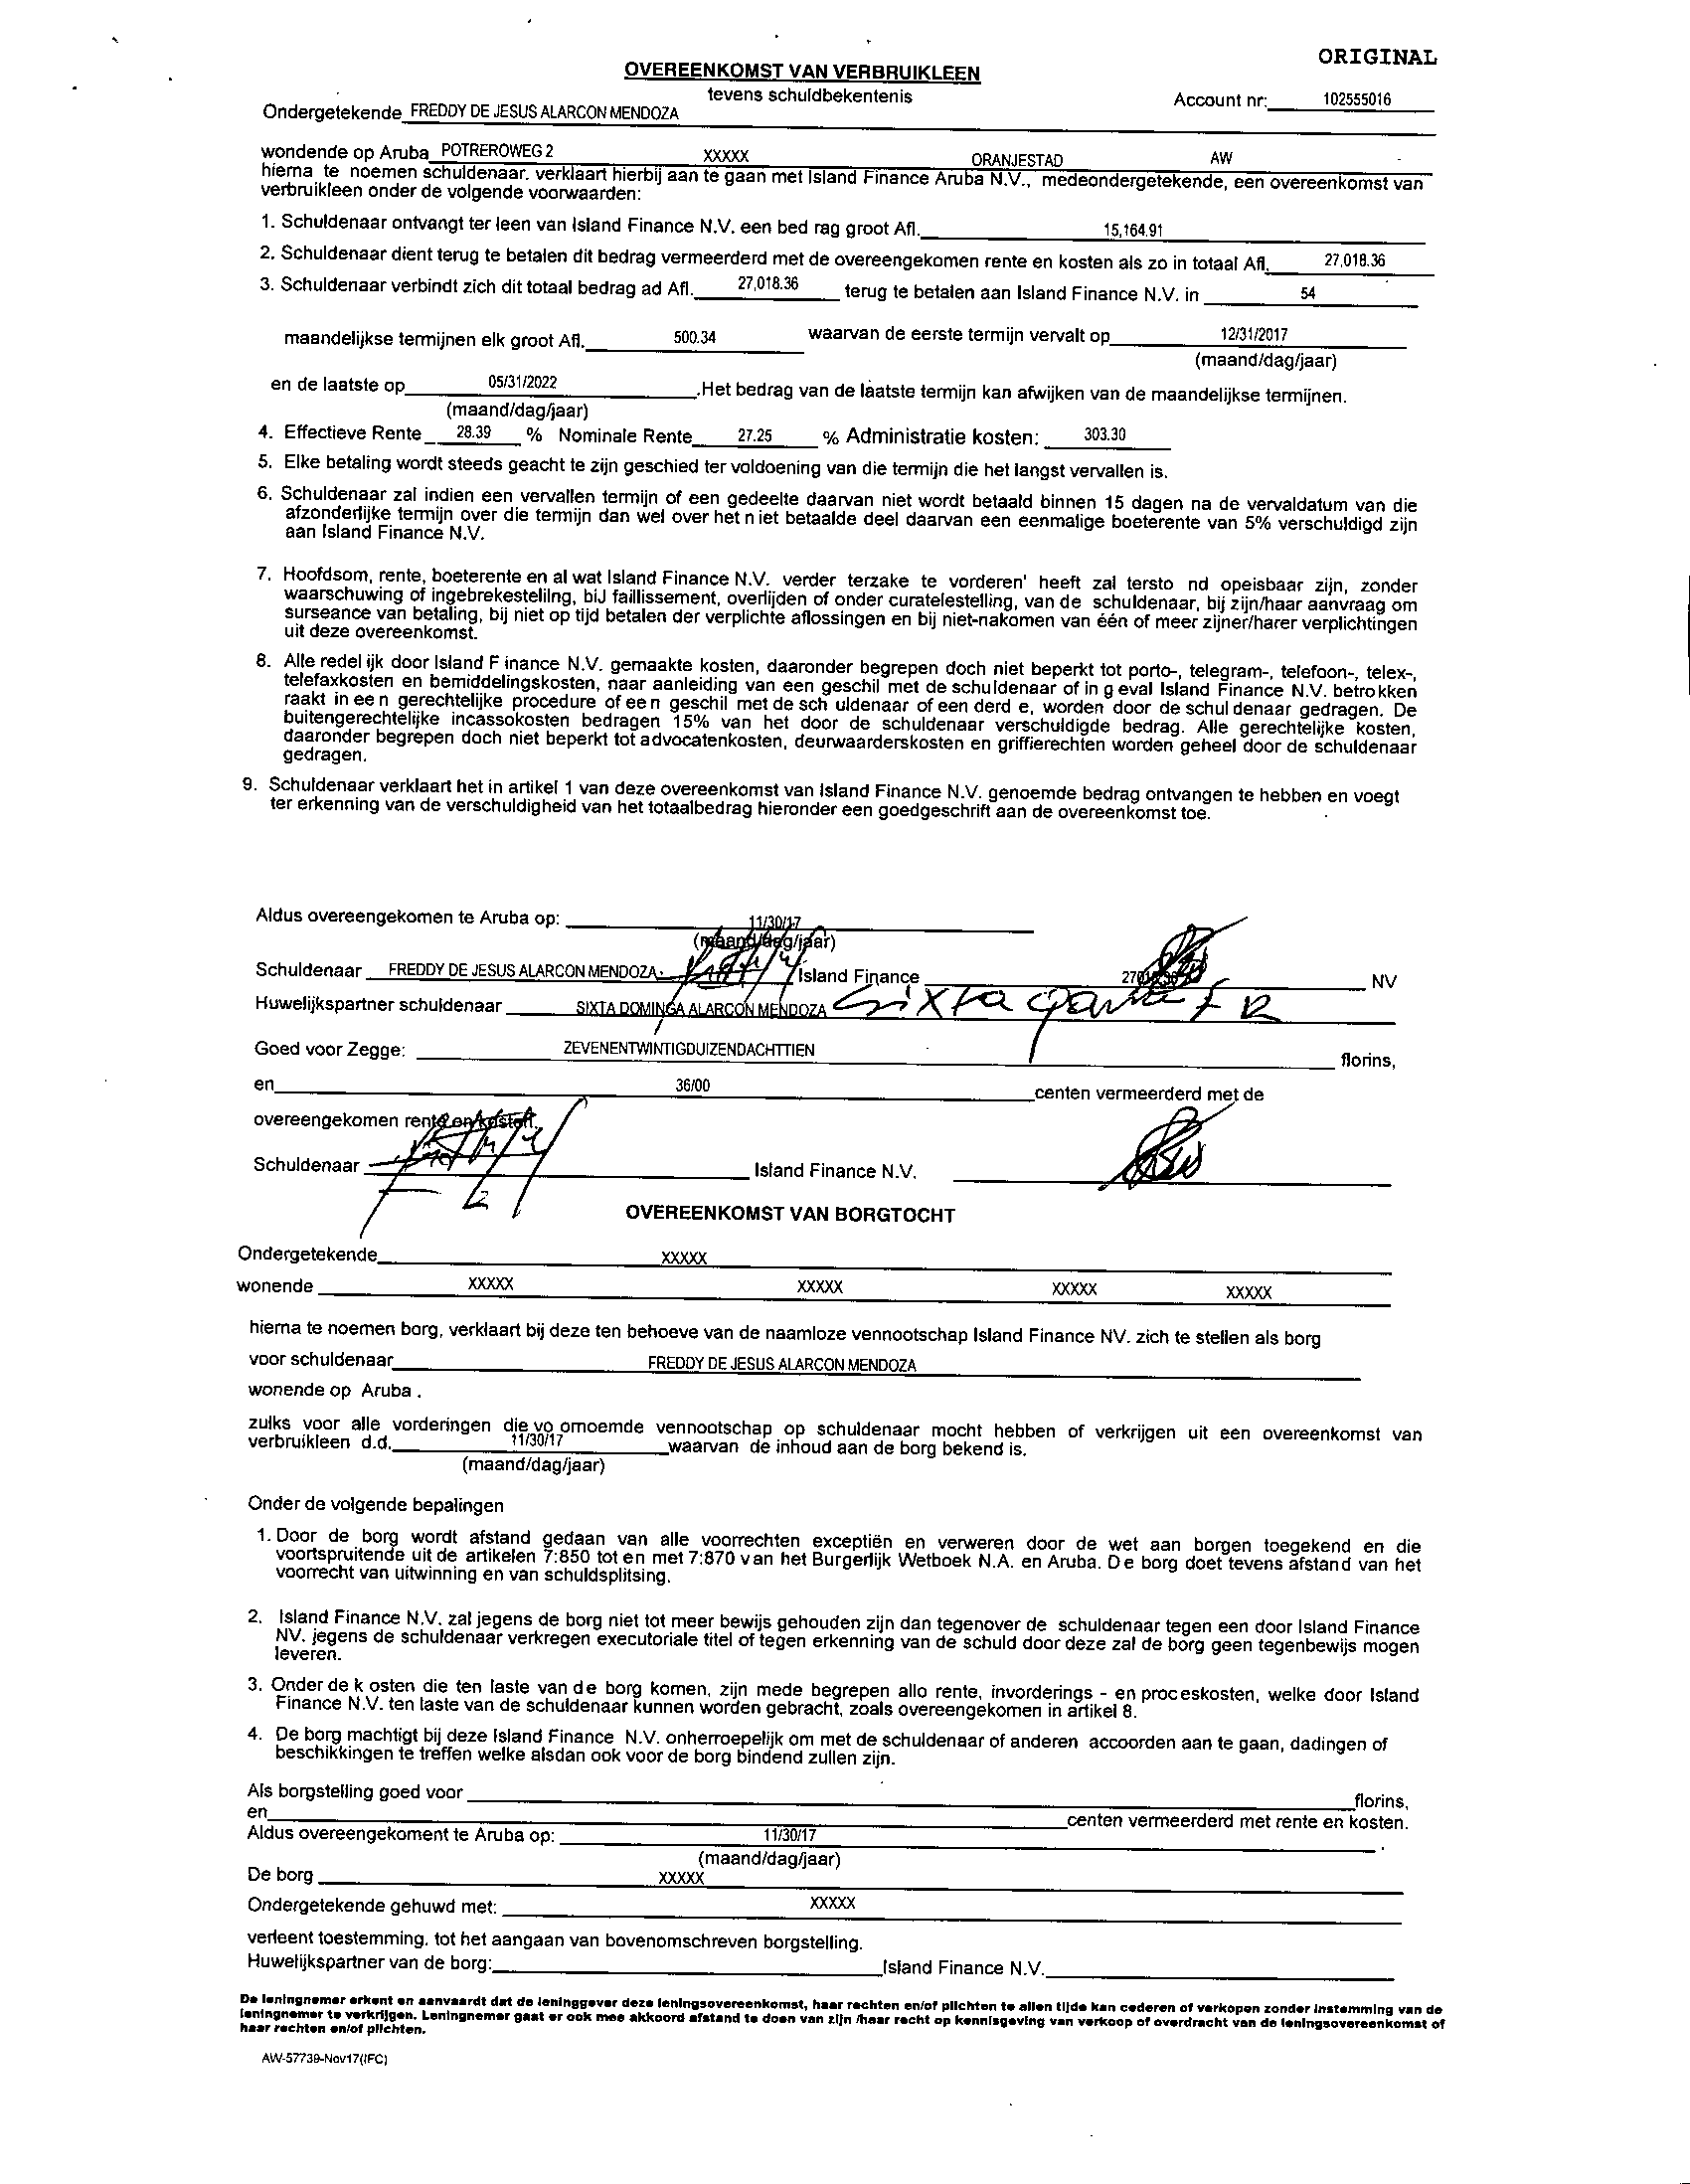 ORIGINAL
OVEREENKOMST VAN VERBRUIKLEEN
tevens schuldbekentenis
Account nr: 102555016
Ondergetekende FREDDY DE JESUS ALARCON MENDOZA
wondende op Aruba POTREROWEG 2 XXXXX ORANJESTAD AW -
hierna te noemen schuldenaar. verklaart hierbij aan te gaan met Island Finance Aruba N.V., medeondergetekende, een overeenkomst van
verbruikleen onder de volgende voorwaarden:
1. Schuldenaar ontvangt ter leen van Island Finance N.V. een bed rag groot Afl. 15,164.91
2. Schuldenaar dient terug te betalen dit bedrag vermeerderd met de overeengekomen rente en kosten als zo in totaal Afl. 27,018.36
3. Schuldenaar verbindt zich dit totaal bedrag ad Afl. 27,018.36 terug te betalen aan Island Finance N.V. in 54
maandelijkse termijnen elk groot Afl. 500.34 waarvan de eerste termijn vervalt op 12/31/2017
(maand/dag/jaar)
en de laatste op 05/31/2022 .Het bedrag van de laatste termijn kan afwijken van de maandelijkse termijnen.
(maand/dag/jaar)
4. Effectieve Rente 28.39 % Nominale Rente 27.25 % Administratie kosten: 303.30
5. Elke betaling wordt steeds geacht te zijn geschied ter voldoening van die termijn die het langst vervallen is.
6. Schuldenaar zal indien een vervallen termijn of een gedeelte daarvan niet wordt betaald binnen 15 dagen na de vervaldatum van die
afzonderlijke termijn over die termijn dan wel over het n iet betaalde deel daarvan een eenmalige boeterente van 5% verschuldigd zijn
aan Island Finance N.V.
7. Hoofdsom, rente, boeterente en al wat Island Finance N.V. verder terzake te vorderen' heeft zal tersto nd opeisbaar zijn, zonder
waarschuwing of ingebrekestelilng, biJ faillissement, overlijden of onder curatelestelling, van de schuldenaar, bij zijn/haar aanvraag om
surseance van betaling, bij niet op tijd betalen der verplichte aflossingen en bij niet-nakomen van één of meer zijner/harer verplichtingen
uit deze overeenkomst.
8. Alle redel ijk door Island F inance N.V. gemaakte kosten, daaronder begrepen doch niet beperkt tot porto-, telegram-, telefoon-, telex-,
telefaxkosten en bemiddelingskosten, naar aanleiding van een geschil met de schuldenaar of in g eval Island Finance N.V. betro kken
raakt in ee n gerechtelijke procedure of ee n geschil met de sch uldenaar of een derd e, worden door de schul denaar gedragen. De
buitengerechtelijke incassokosten bedragen 15% van het door de schuldenaar verschuldigde bedrag. Alle gerechtelijke kosten,
daaronder begrepen doch niet beperkt tot advocatenkosten, deurwaarderskosten en griffierechten worden geheel door de schuldenaar
gedragen.
9. Schuldenaar verklaart het in artikel 1 van deze overeenkomst van Island Finance N.V. genoemde bedrag ontvangen te hebben en voegt
ter erkenning van de verschuldigheid van het totaalbedrag hieronder een goedgeschrift aan de overeenkomst toe.
Aldus overeengekomen te Aruba op: 11/30/17
(maand/dag/jaar)
Schuldenaar FREDDY DE JESUS ALARCON MENDOZA Island Finance NV
Huwelijkspartner schuldenaar SIXTA DOMINGA ALARCON MENDOZA Sixta
Goed voor Zegge: ZEVENENTWINTIGDUIZENDACHTTIEN florins,
en 36/00 centen vermeerderd met de
overeengekomen rente en kosten.
Schuldenaar Island Finance N.V.
OVEREENKOMST VAN BORGTOCHT
Ondergetekende XXXXX
wonende XXXXX XXXXX XXXXX XXXXX
hierna te noemen borg, verklaart bij deze ten behoeve van de naamloze vennootschap Island Finance NV. zich te stellen als borg
voor schuldenaar FREDDY DE JESUS ALARCON MENDOZA
wonende op Aruba .
zulks voor alle vorderingen die vo omoemde vennootschap op schuldenaar mocht hebben of verkrijgen uit een overeenkomst van
verbruikleen d.d. 11/30/17 waarvan de inhoud aan de borg bekend is.
(maand/dag/jaar)
Onder de volgende bepalingen
1. Door de borg wordt afstand gedaan van alle voorrechten exceptiën en verweren door de wet aan borgen toegekend en die
voortspruitende uit de artikelen 7:850 tot en met 7:870 van het Burgerlijk Wetboek N.A. en Aruba. De borg doet tevens afstand van het
voorrecht van uitwinning en van schuldsplitsing.
2. Island Finance N.V. zal jegens de borg niet tot meer bewijs gehouden zijn dan tegenover de schuldenaar tegen een door Island Finance
NV. jegens de schuldenaar verkregen executoriale titel of tegen erkenning van de schuld door deze zal de borg geen tegenbewijs mogen
leveren.
3. Onder de k osten die ten laste van de borg komen, zijn mede begrepen allo rente, invorderings - en proceskosten, welke door Island
Finance N.V. ten laste van de schuldenaar kunnen worden gebracht, zoals overeengekomen in artikel 8.
4. De borg machtigt bij deze Island Finance N.V. onherroepelijk om met de schuldenaar of anderen accoorden aan te gaan, dadingen of
beschikkingen te treffen welke alsdan ook voor de borg bindend zullen zijn.
Als borgstelling goed voor florins,
en centen vermeerderd met rente en kosten.
Aldus overeengekoment te Aruba op: 11/30/17
(maand/dag/jaar)
De borg XXXXX
Ondergetekende gehuwd met: XXXXX
verleent toestemming. tot het aangaan van bovenomschreven borgstelling.
Huwelijkspartner van de borg: Island Finance N.V.
De leningnemer erkent en aanvaardt dat de leninggever deze leningsovereenkomst, haar rechten en/of plichten te allen tijde kan cederen of verkopen zonder instemming van de
leningnemer te verkrijgen. Leningnemer gaat er ook mee akkoord afstand te doen van zijn /haar recht op kennisgeving van verkoop of overdracht van de leningsovereenkomst of
haar rechten en/of plichten.
AW-57739-Nov17(IFC)